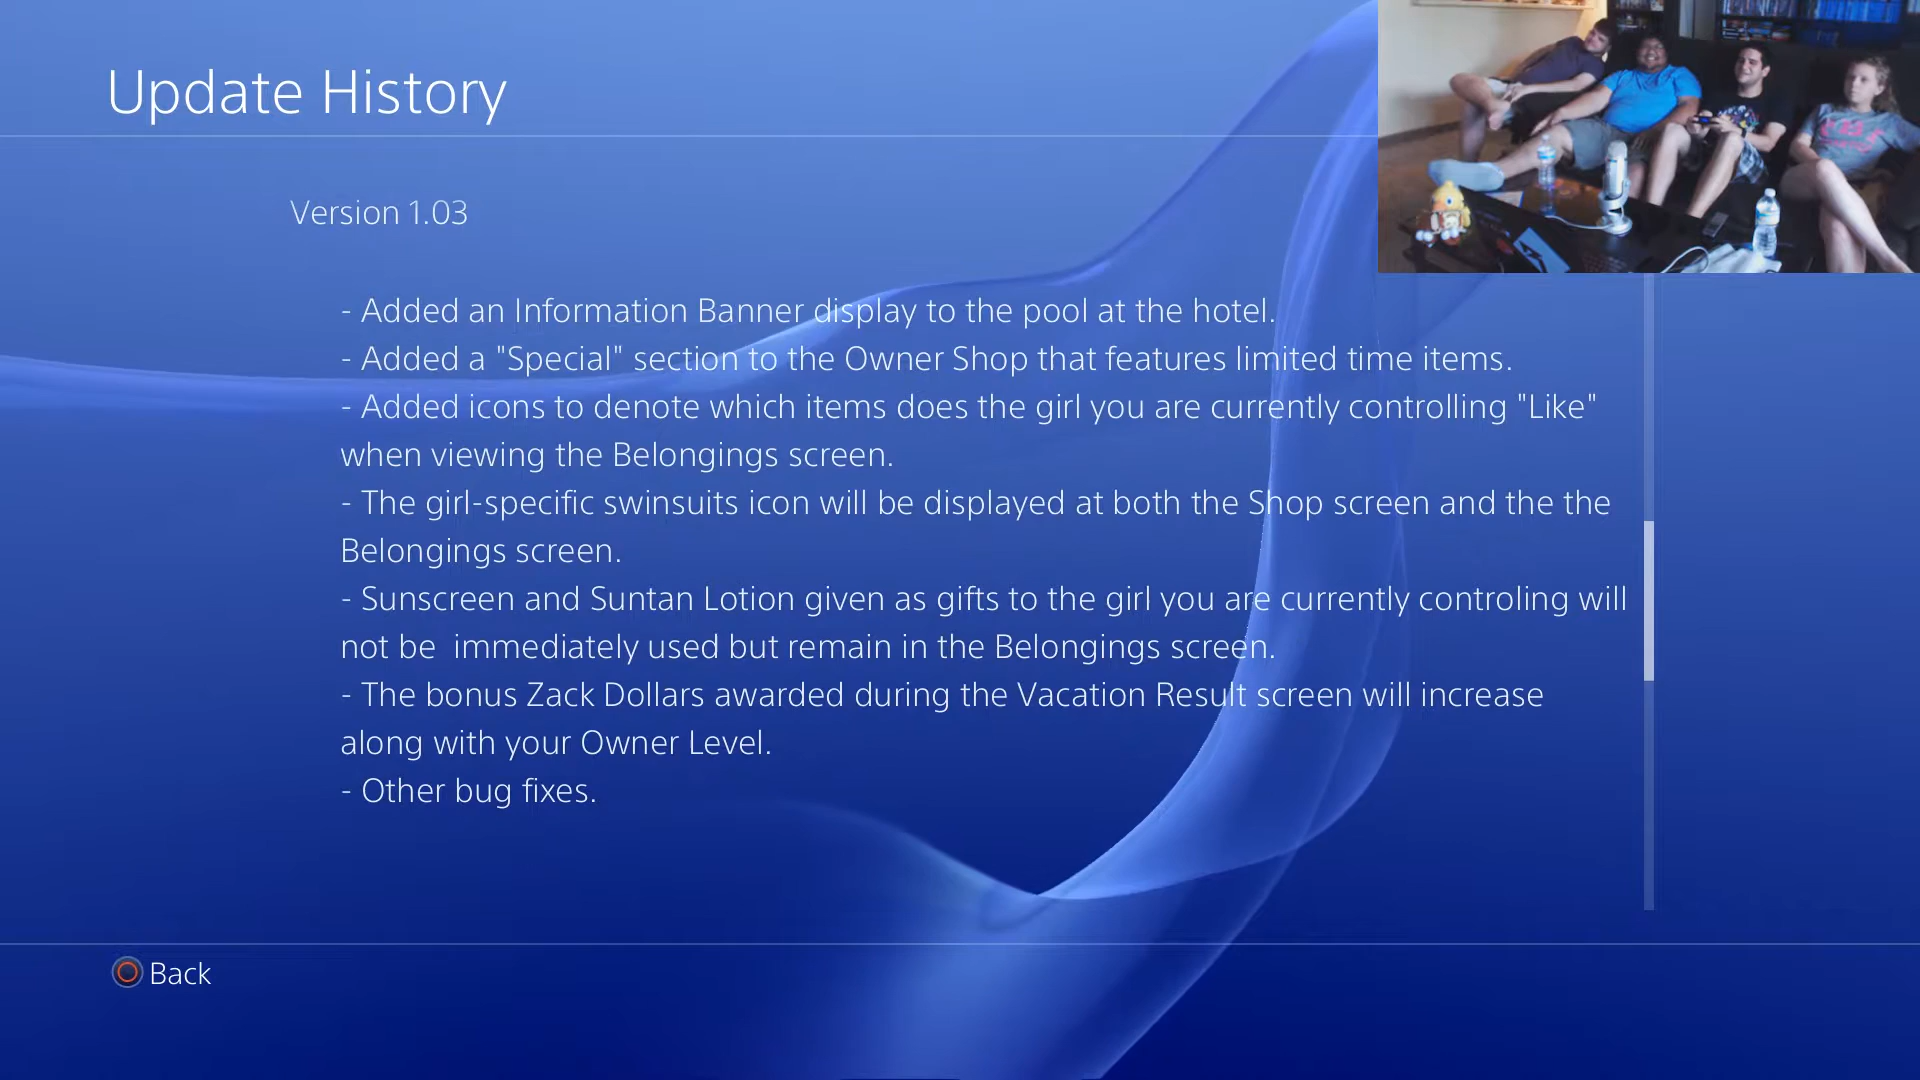 Update History
Version 1.03
- Added an Information Banner display to the pool at the hotel.
- Added a "Special" section to the Owner Shop that features limited time items.
- Added icons to denote which items does the girl you are currently controlling "Like"
when viewing the Belongings screen.
- The girl-specific swinsuits icon will be displayed at both the Shop screen and the the
Belongings screen.
- Sunscreen and Suntan Lotion given as gifts to the girl you are currently controling will
not be  immediately used but remain in the Belongings screen.
- The bonus Zack Dollars awarded during the Vacation Result screen will increase
along with your Owner Level.
- Other bug fixes.
Back